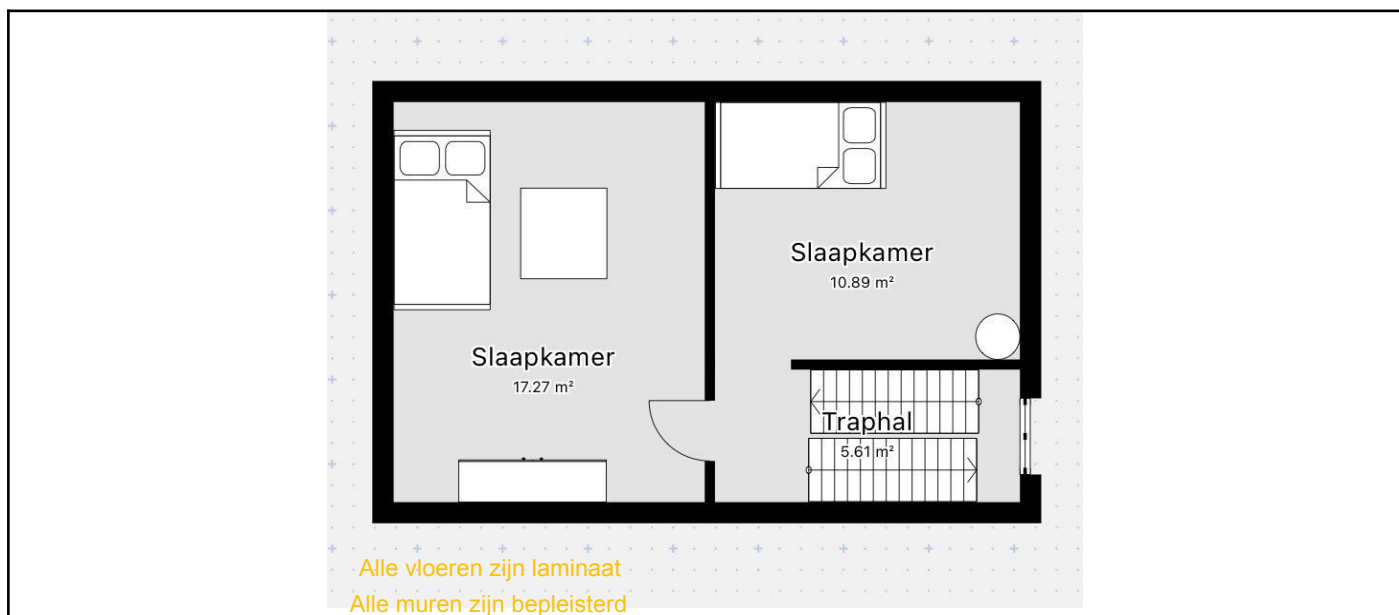 Slaapkamer
10.89 m²
Slaapkamer
17.27 m²
Traphal
5.61 m²
Alle vloeren zijn laminaat
Alle muren zijn bepleisterd